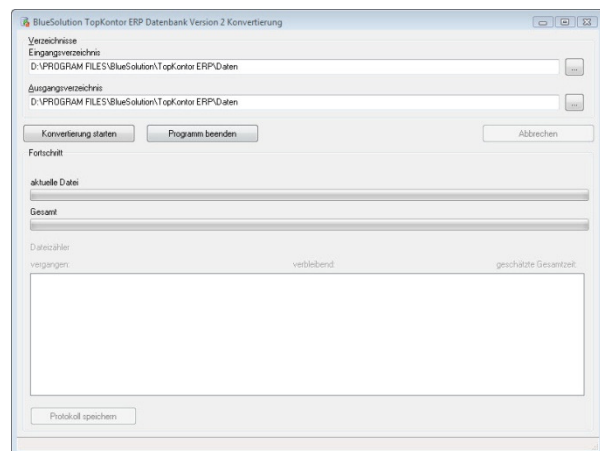 BlueSolution TopKontor ERP Datenbank Version 2 Konvertierung
Verzeichnisse
Eingangsverzeichnis
D:\PROGRAM FILES\BlueSolution\TopKontor ERP\Daten
...
Ausgangsverzeichnis
D:\PROGRAM FILES\BlueSolution\TopKontor ERP\Daten
...
Konvertierung starten Programm beenden Abbrechen
Fortschritt
aktuelle Datei
Gesamt
Dateizähler
vergangen: verbleibend: geschätzte Gesamtzeit:
Protokoll speichern